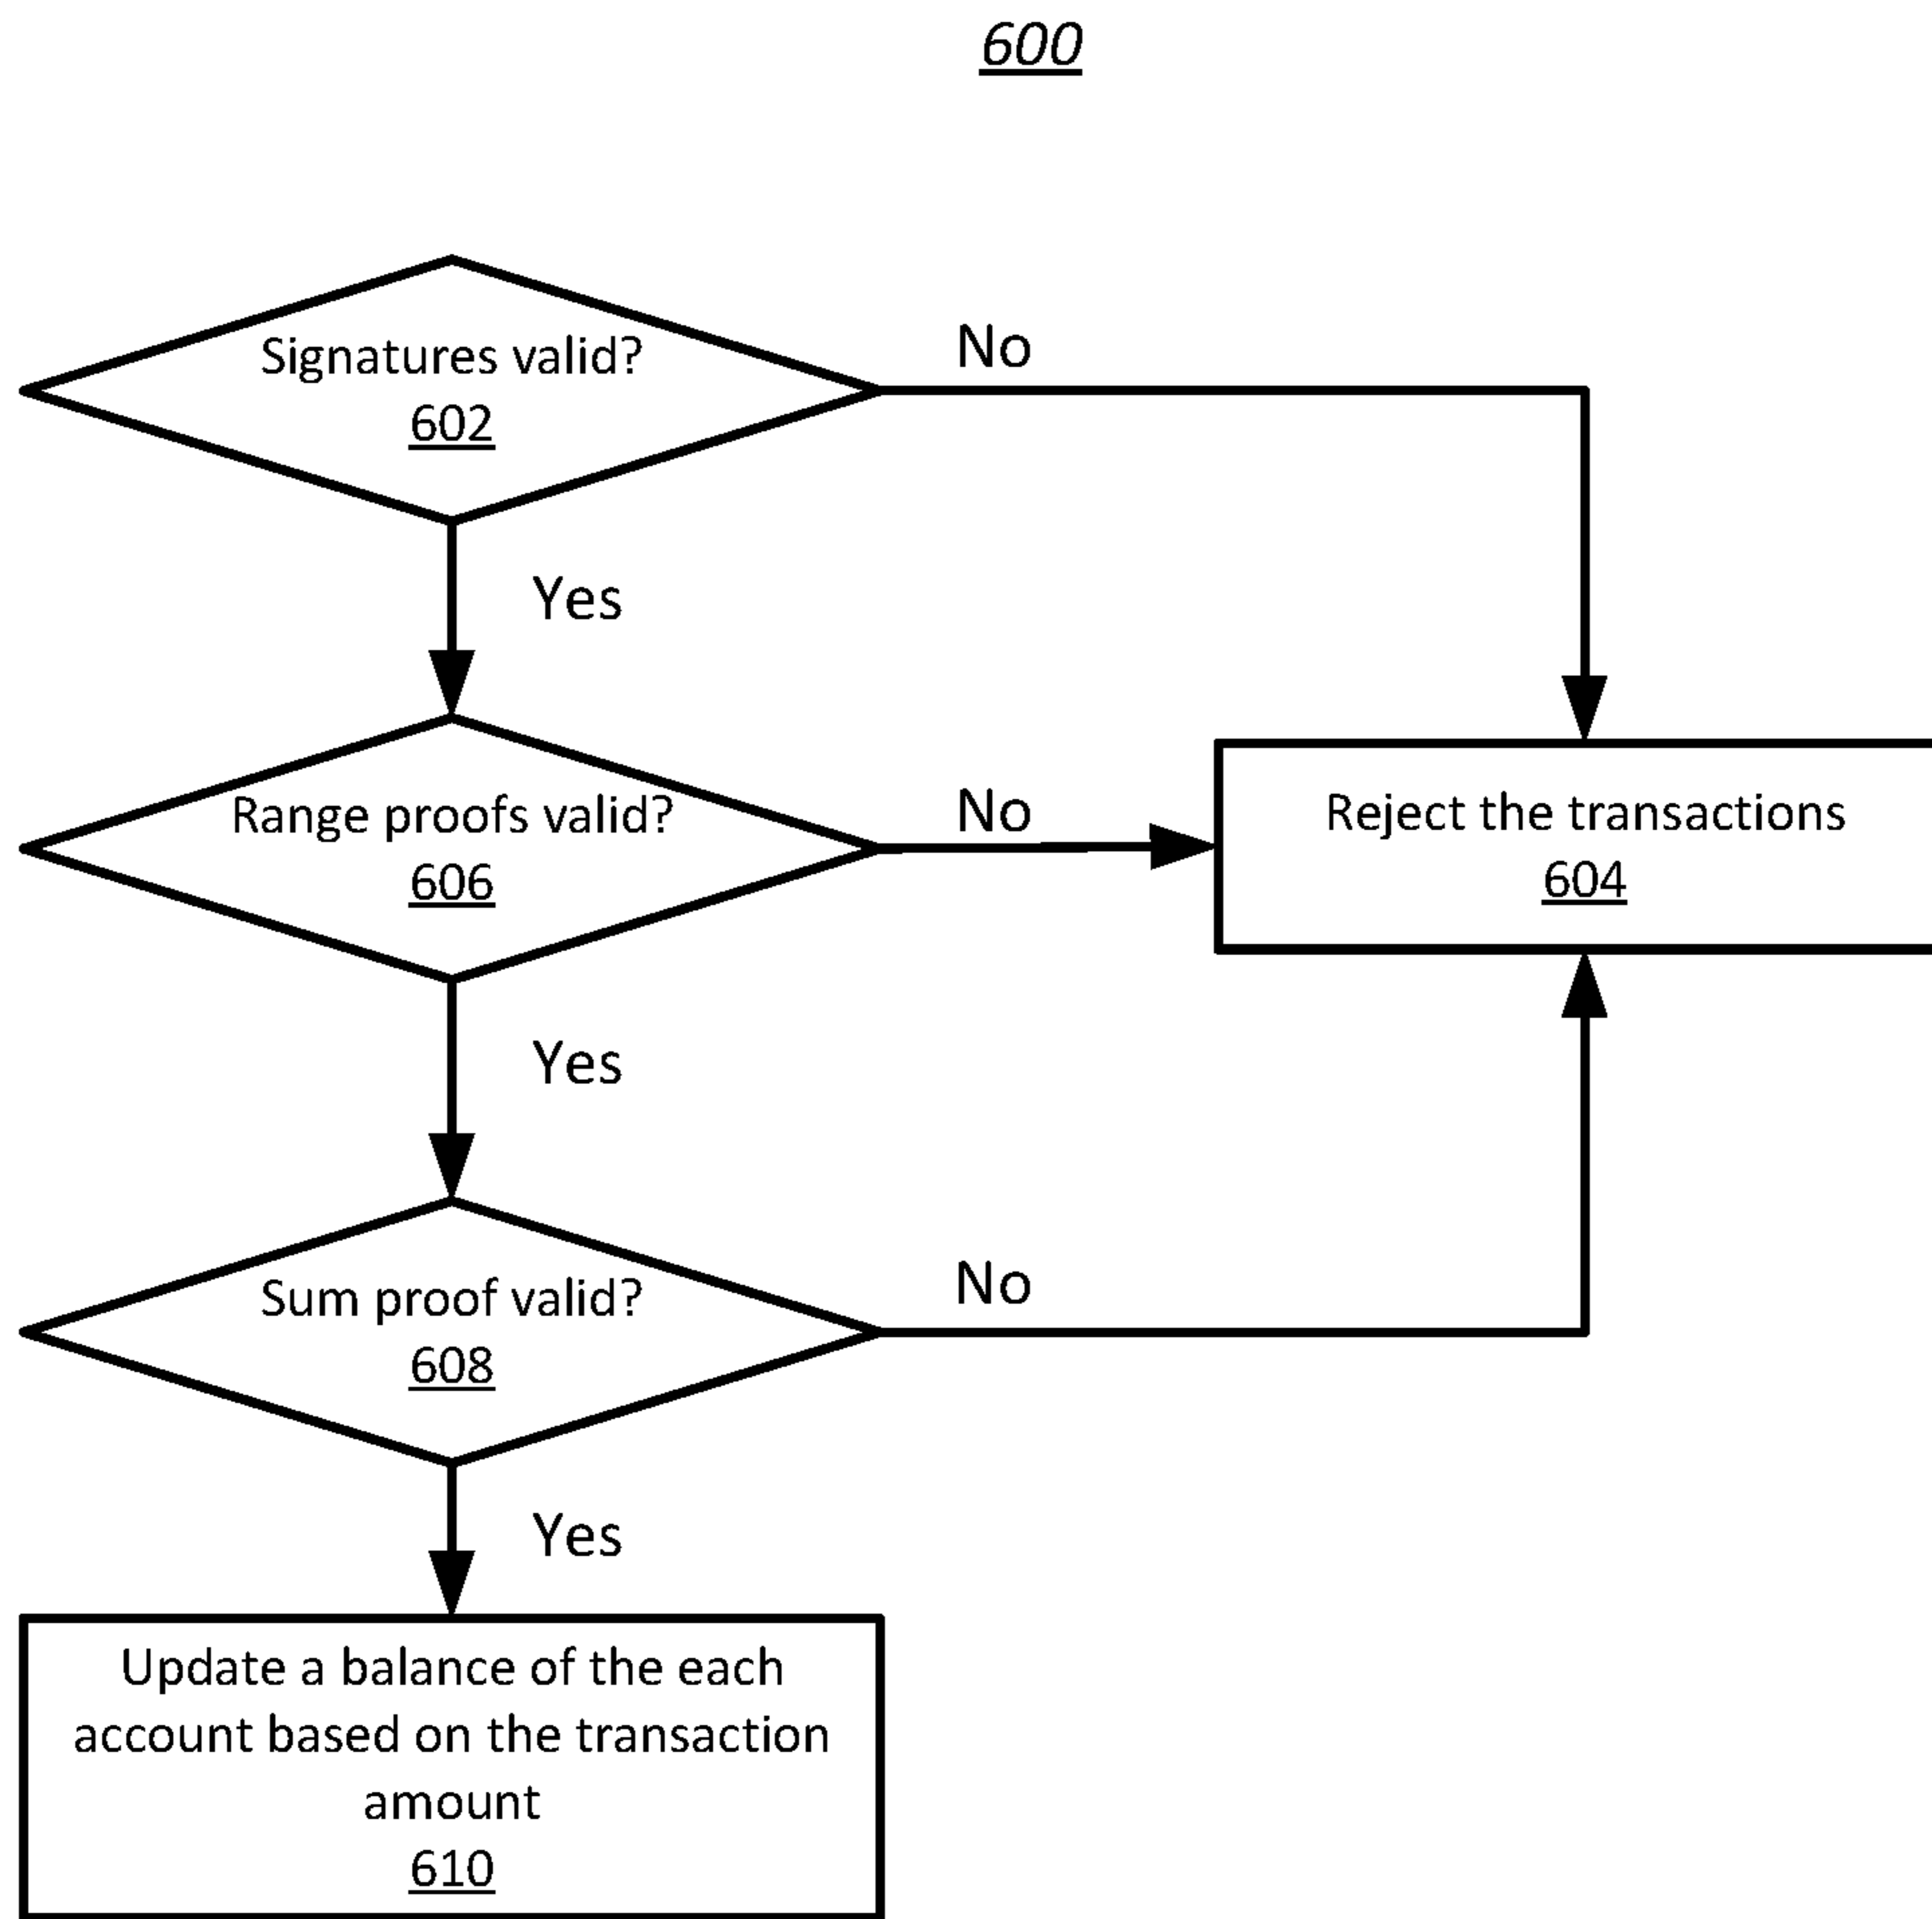 600
Signatures valid?
602
No
Yes
Range proofs valid?
606
No
Reject the transactions
604
Yes
Sum proof valid?
608
No
Yes
Update a balance of the each
account based on the transaction
amount
610